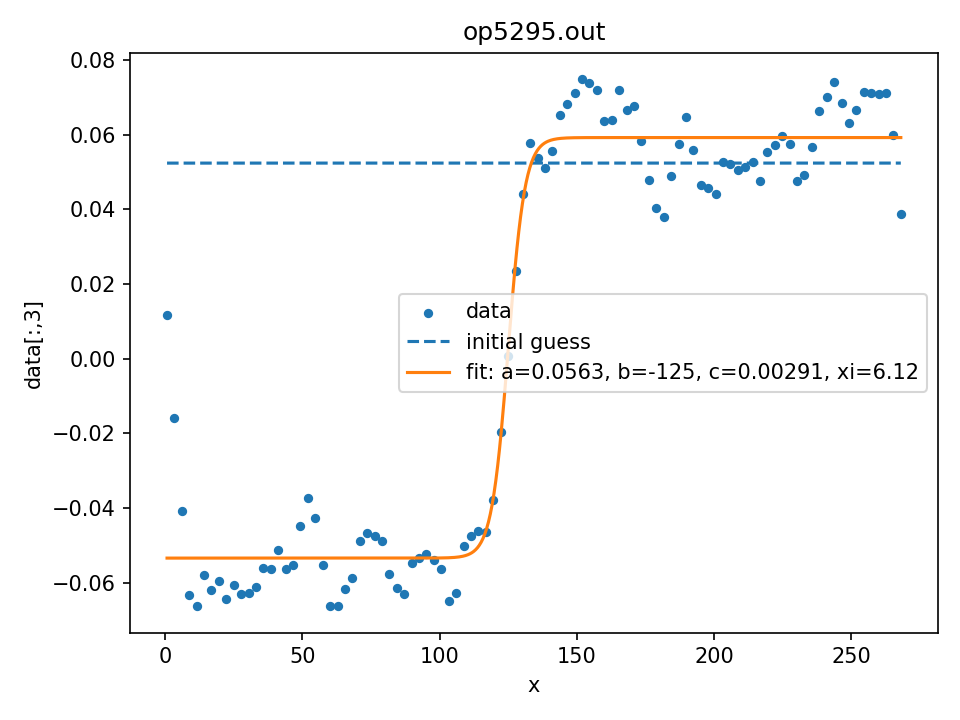 op5295.out
0.08
0.06
0.04
0.02
0.00
−0.02
−0.04
−0.06
data[:,3]
data
initial guess
fit: a=0.0563, b=-125, c=0.00291, xi=6.12
0 50 100 150 200 250
x